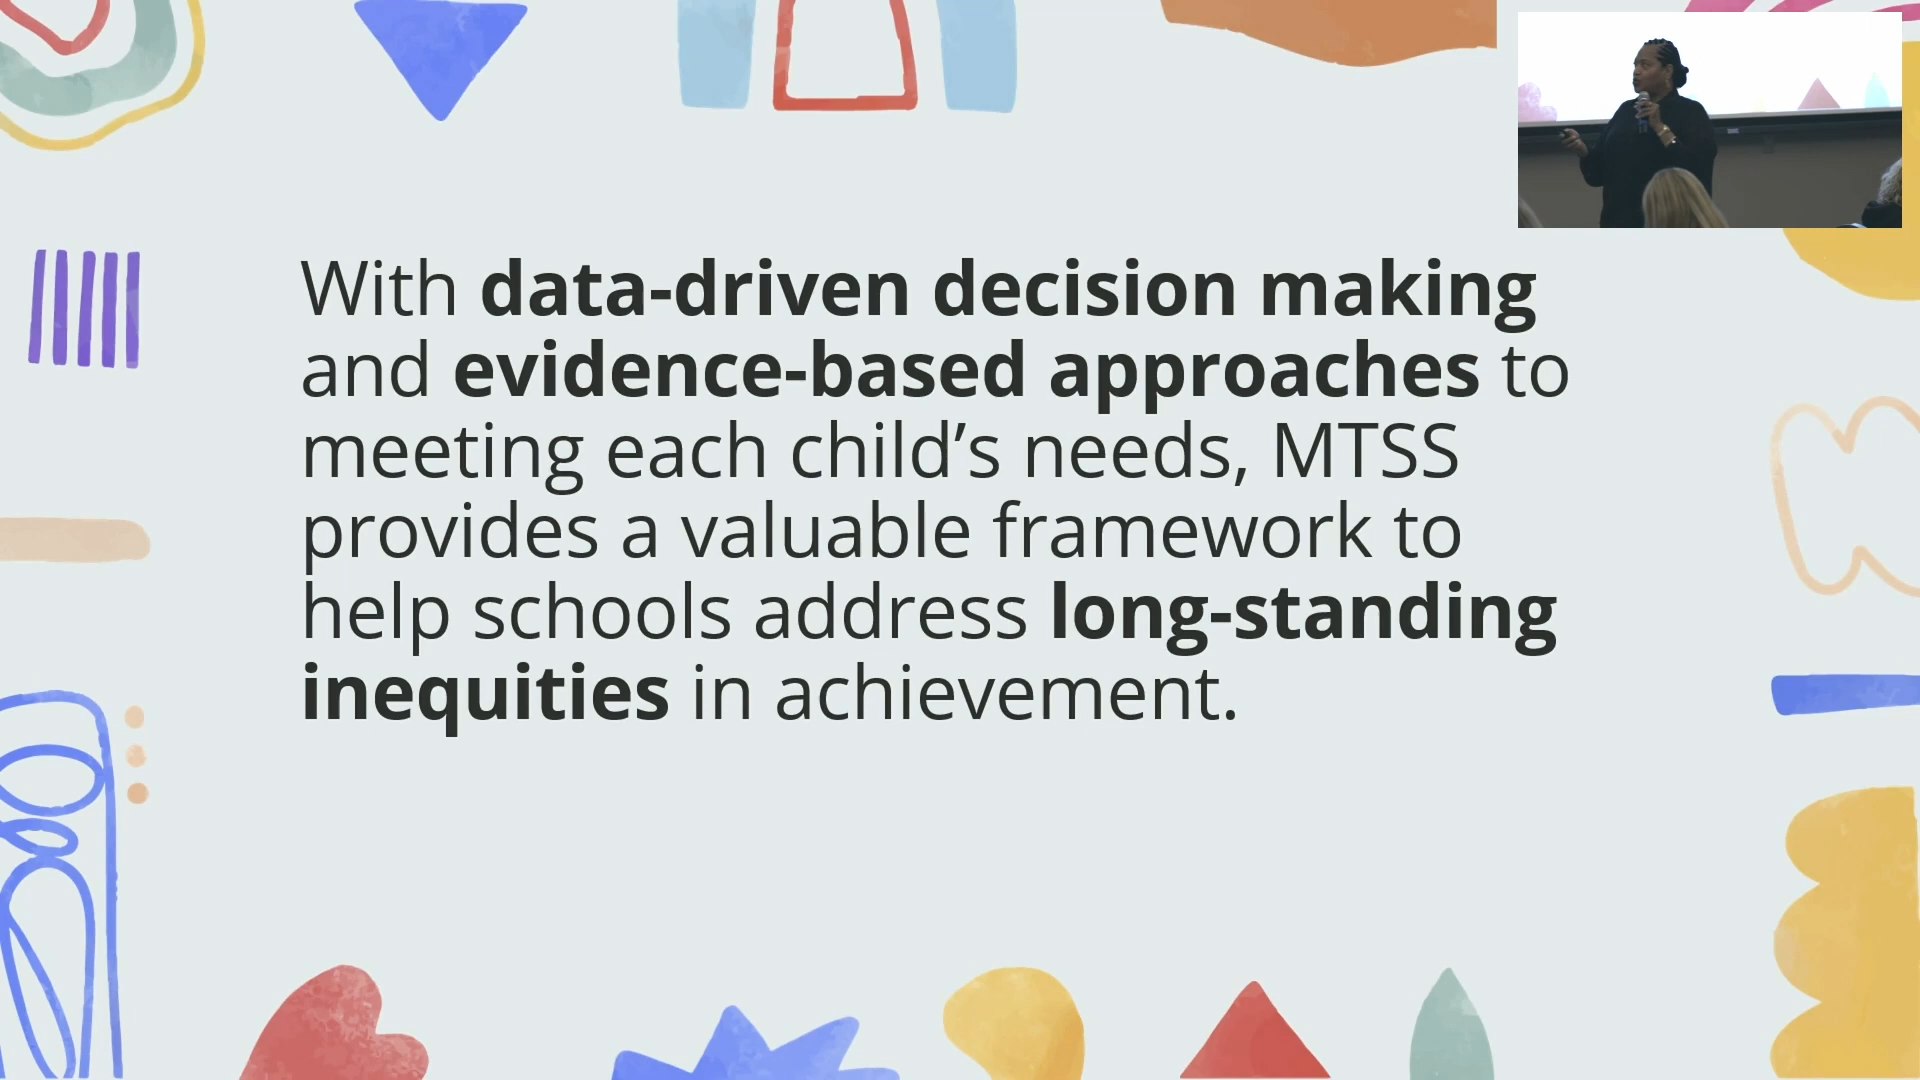 With data-driven decision making
and evidence-based approaches to
meeting each child’s needs, MTSS
provides a valuable framework to
help schools address long-standing
inequities in achievement.